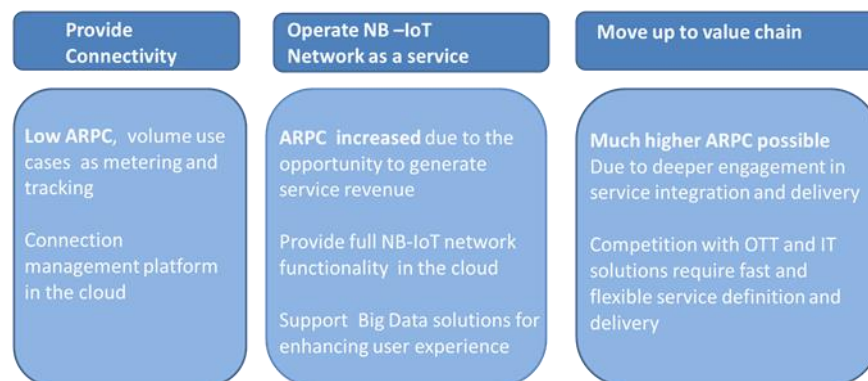 Provide
Connectivity
Operate NB –IoT
Network as a service
Move up to value chain
Low ARPC, volume use
cases as metering and
tracking
Connection
management platform
in the cloud
ARPC increased due to the
opportunity to generate
service revenue
Provide full NB-IoT network
functionality in the cloud
Support Big Data solutions for
enhancing user experience
Much higher ARPC possible
Due to deeper engagement in
service integration and delivery
Competition with OTT and IT
solutions require fast and
flexible service definition and
delivery